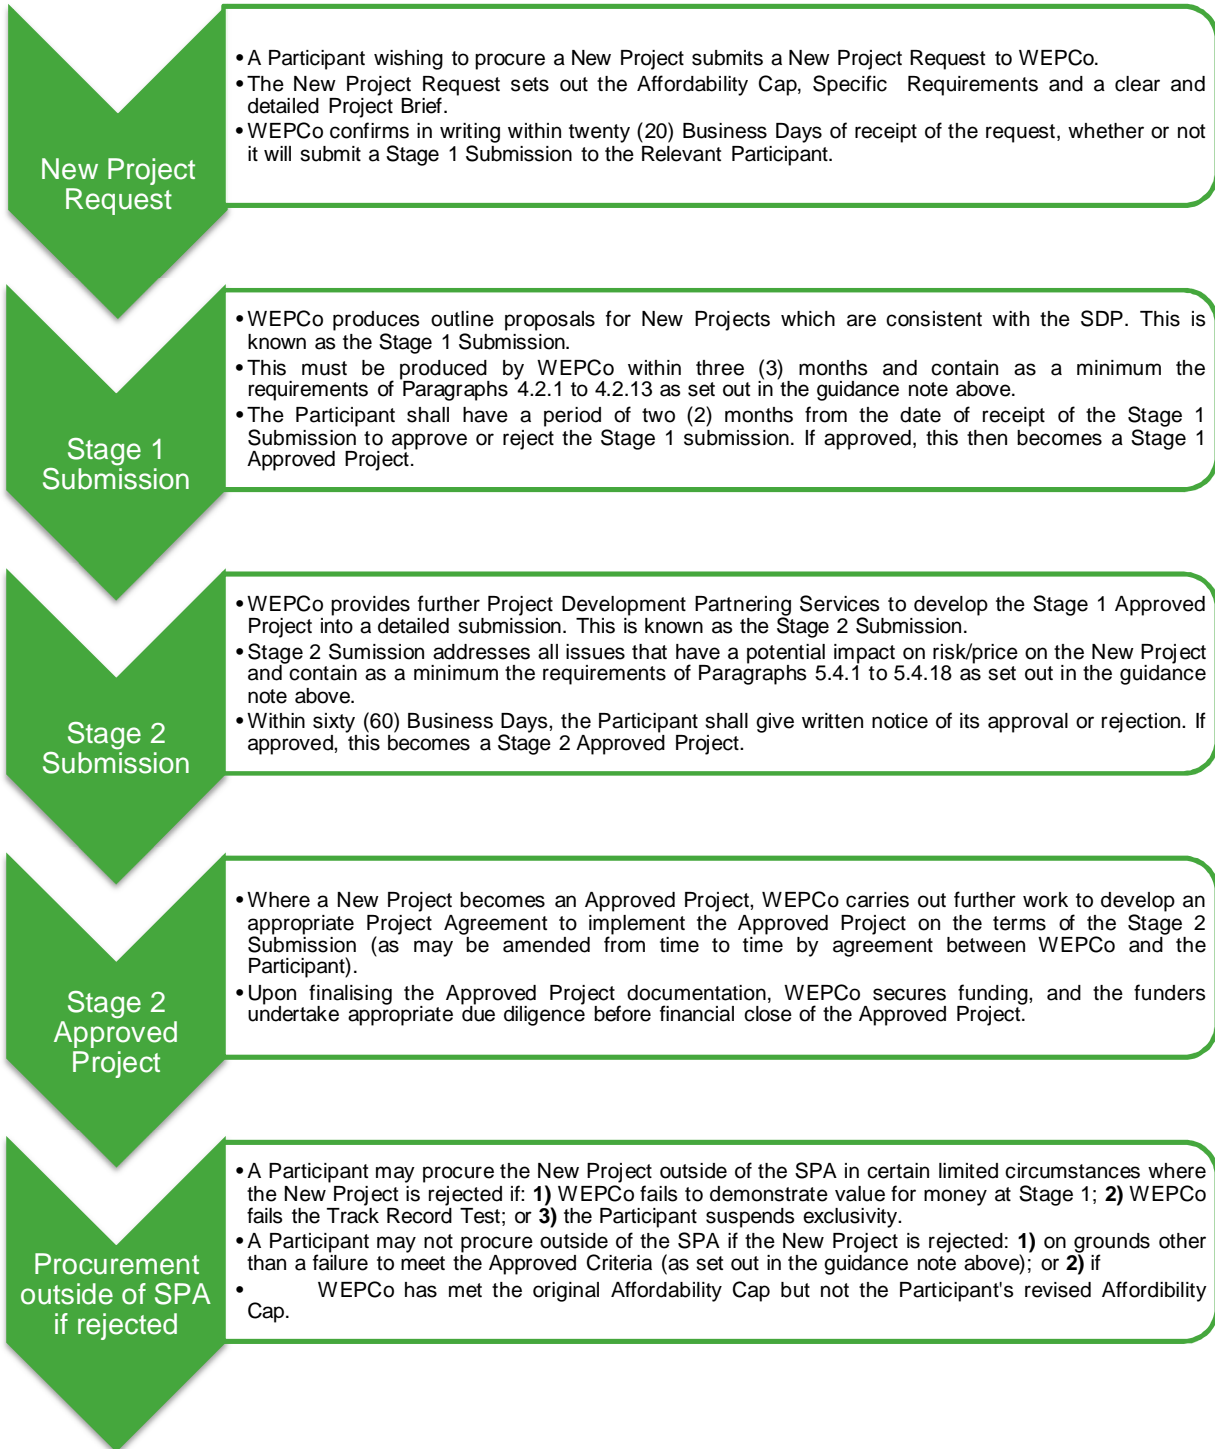 New Project
Request
• A Participant wishing to procure a New Project submits a New Project Request to WEPCo.
• The New Project Request sets out the Affordability Cap, Specific Requirements and a clear and
detailed Project Brief.
• WEPCo confirms in writing within twenty (20) Business Days of receipt of the request, whether or not
it will submit a Stage 1 Submission to the Relevant Participant.
Stage 1
Submission
• WEPCo produces outline proposals for New Projects which are consistent with the SDP. This is
known as the Stage 1 Submission.
• This must be produced by WEPCo within three (3) months and contain as a minimum the
requirements of Paragraphs 4.2.1 to 4.2.13 as set out in the guidance note above.
• The Participant shall have a period of two (2) months from the date of receipt of the Stage 1
Submission to approve or reject the Stage 1 submission. If approved, this then becomes a Stage 1
Approved Project.
Stage 2
Submission
• WEPCo provides further Project Development Partnering Services to develop the Stage 1 Approved
Project into a detailed submission. This is known as the Stage 2 Submission.
• Stage 2 Sumission addresses all issues that have a potential impact on risk/price on the New Project
and contain as a minimum the requirements of Paragraphs 5.4.1 to 5.4.18 as set out in the guidance
note above.
• Within sixty (60) Business Days, the Participant shall give written notice of its approval or rejection. If
approved, this becomes a Stage 2 Approved Project.
Stage 2
Approved
Project
• Where a New Project becomes an Approved Project, WEPCo carries out further work to develop an
appropriate Project Agreement to implement the Approved Project on the terms of the Stage 2
Submission (as may be amended from time to time by agreement between WEPCo and the
Participant).
• Upon finalising the Approved Project documentation, WEPCo secures funding, and the funders
undertake appropriate due diligence before financial close of the Approved Project.
Procurement
outside of SPA
if rejected
• A Participant may procure the New Project outside of the SPA in certain limited circumstances where
the New Project is rejected if: 1) WEPCo fails to demonstrate value for money at Stage 1; 2) WEPCo
fails the Track Record Test; or 3) the Participant suspends exclusivity.
• A Participant may not procure outside of the SPA if the New Project is rejected: 1) on grounds other
than a failure to meet the Approved Criteria (as set out in the guidance note above); or 2) if
• WEPCo has met the original Affordability Cap but not the Participant's revised Affordibility
Cap.